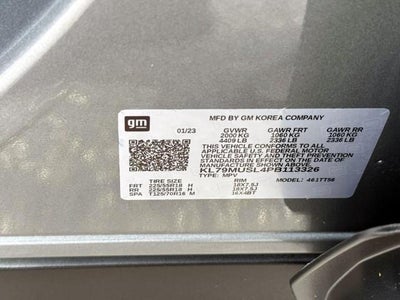 gm
MFD BY GM KOREA COMPANY
01/23 GVWR GAWR FRT GAWR RR
2000 KG 1060 KG 1060 KG
4409 LB 2336 LB 2336 LB
THIS VEHICLE CONFORMS TO ALL
APPLICABLE U.S. FEDERAL MOTOR
VEHICLE SAFETY, BUMPER, AND THEFT PREVENTION
STANDARDS IN EFFECT ON THE DATE OF
MANUFACTURE SHOWN ABOVE.
KL79MUSL4PB113326
TYPE: MPV MODEL: 461TT56
TIRE SIZE RIM
FRT 225/55R18 H 18X7.5J
RR 225/55R18 H 18X7.5J
SPA T125/70R16 M 16X4BT